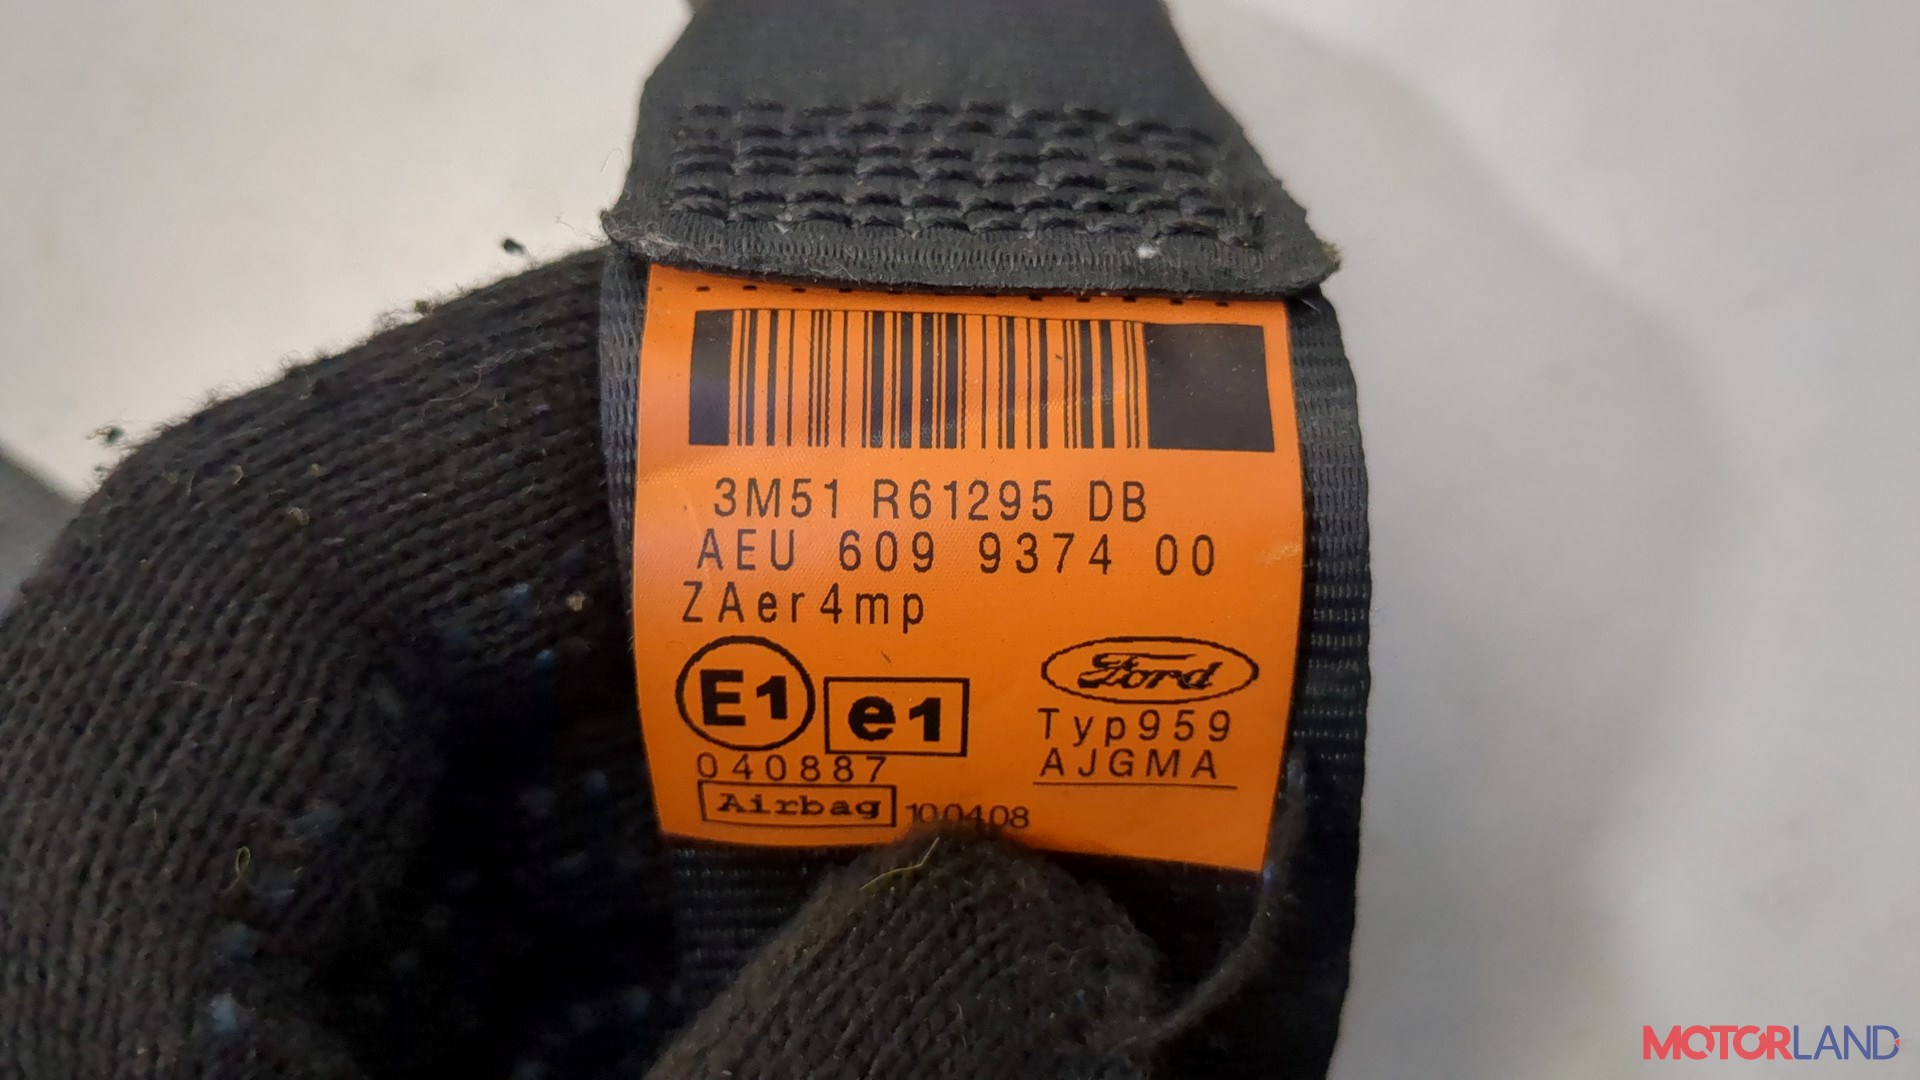 3M51 R61295 DB
AEU 609 9374 00
ZAer4mp
E1 e1 Ford
040887 Typ959
AJGMA
Airbag 100408
MOTORLAND